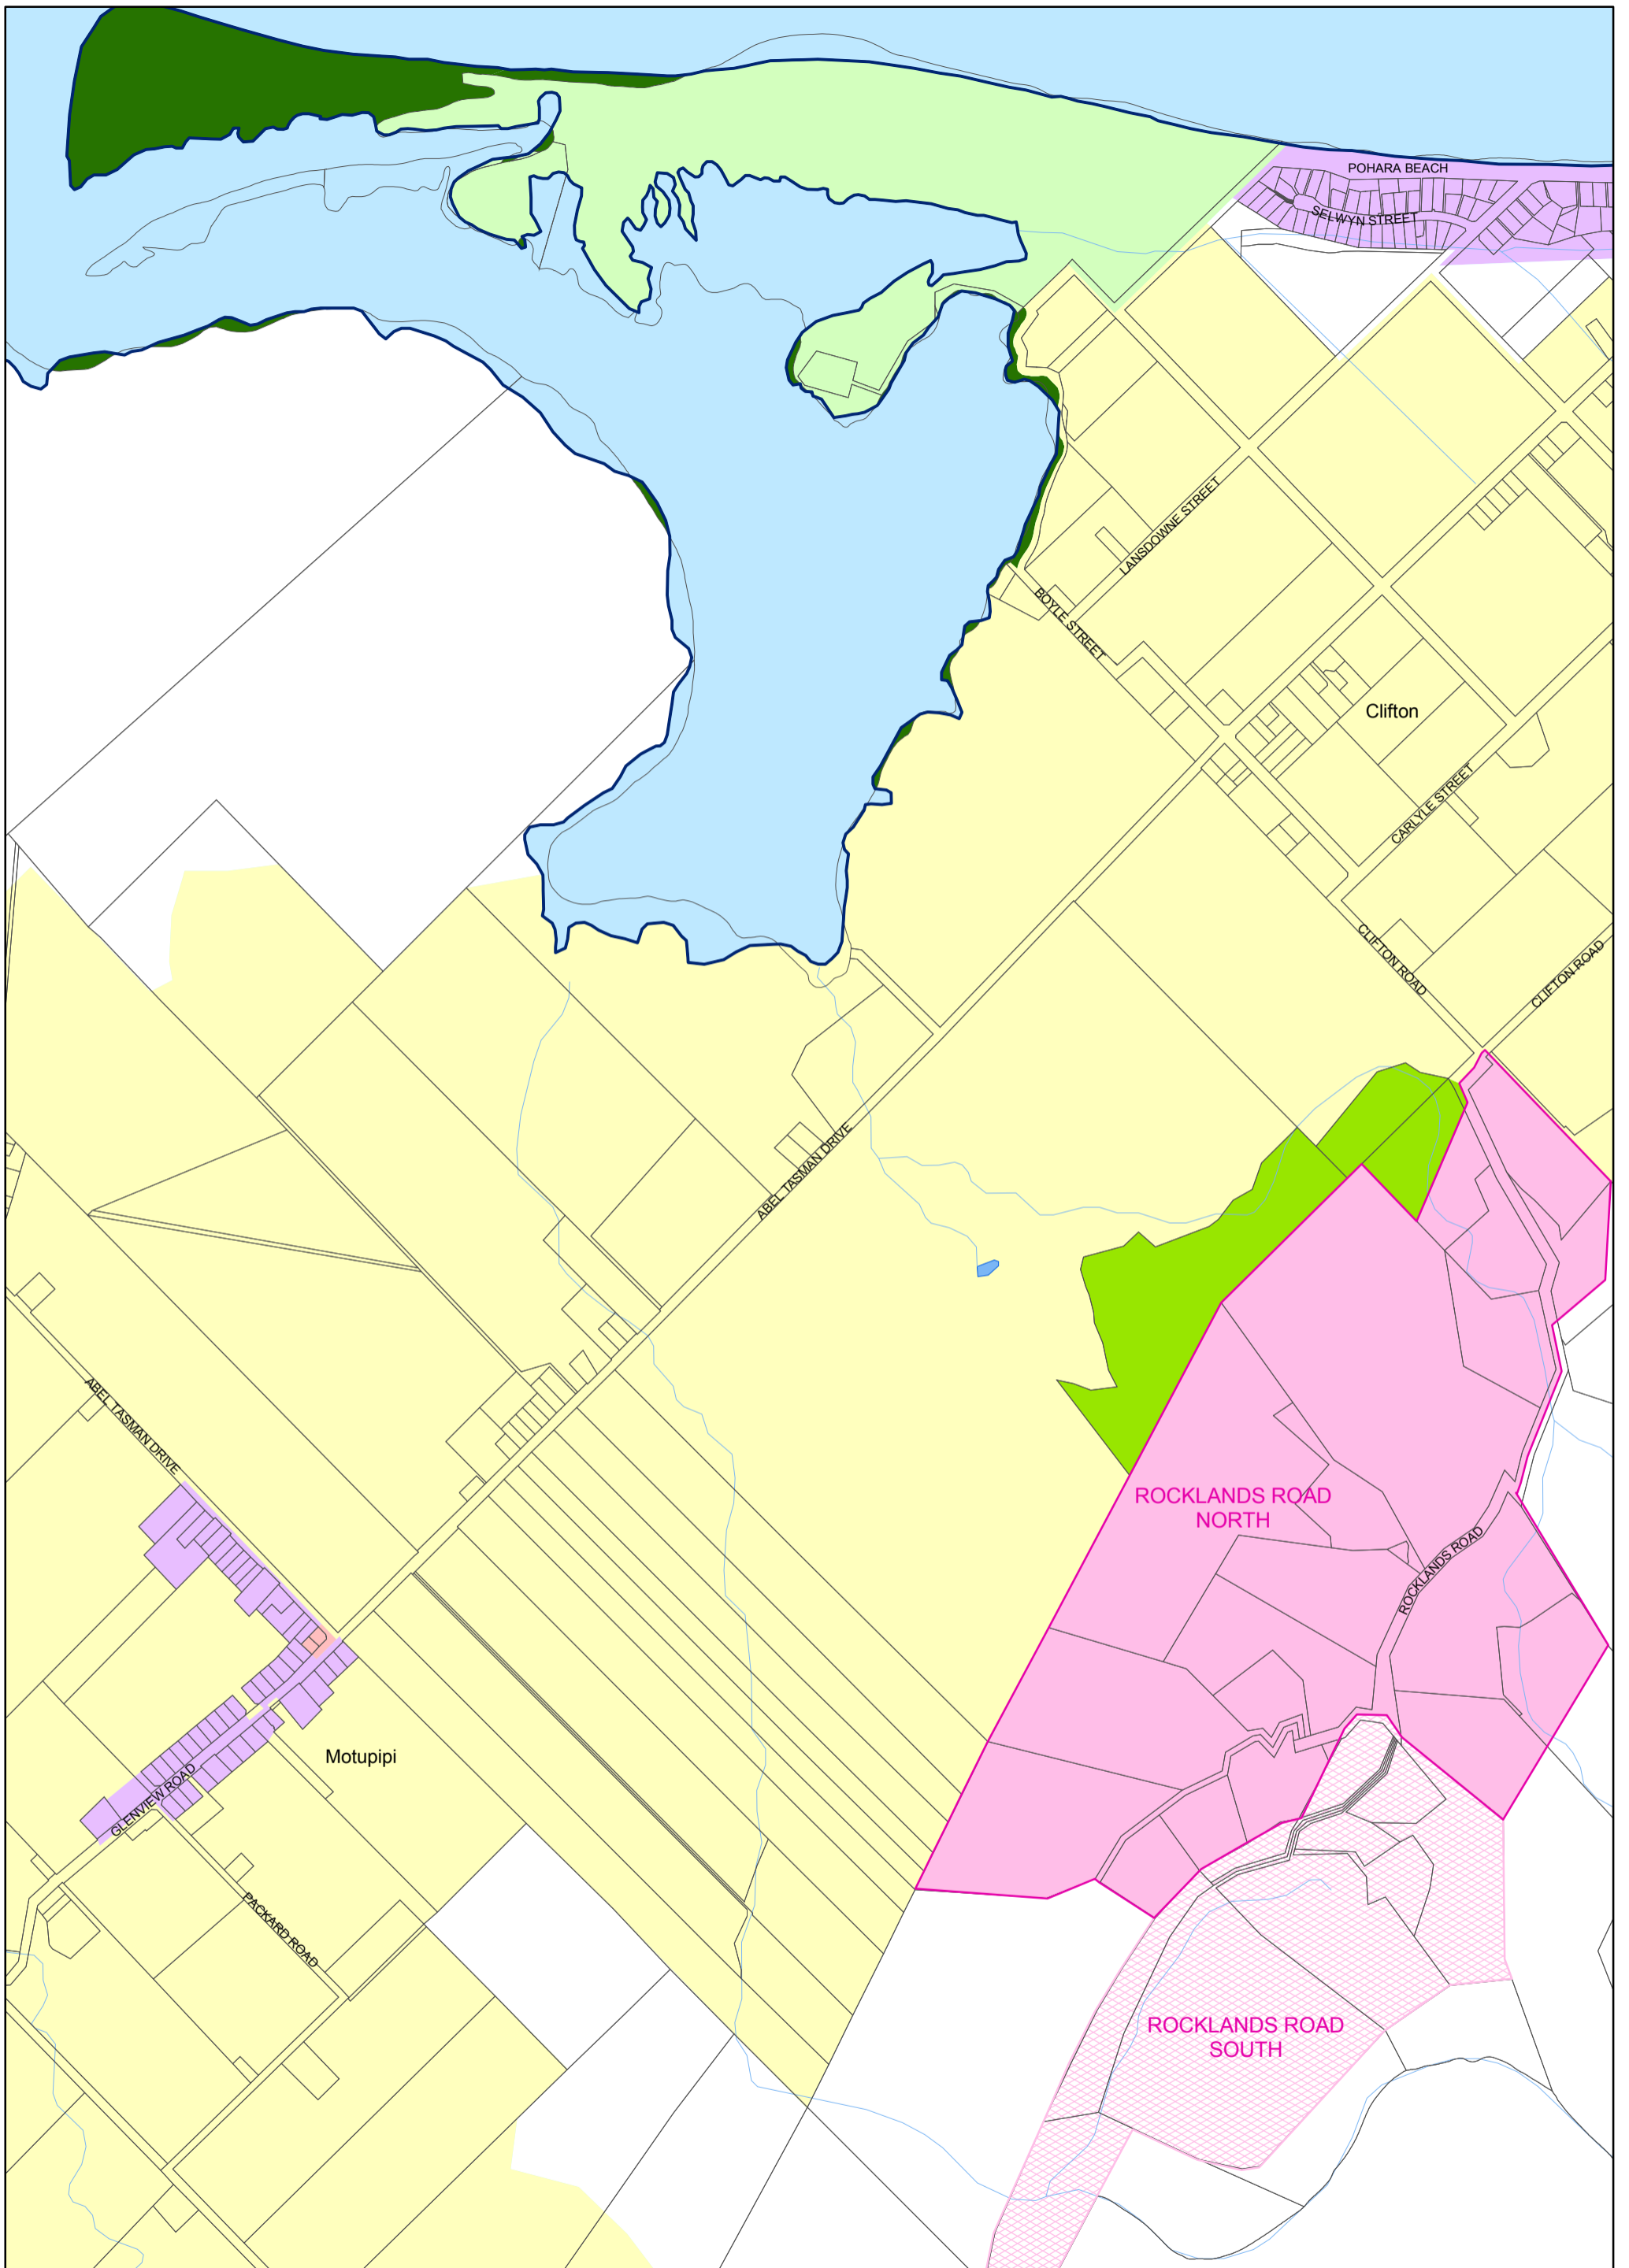 POHARA BEACH
SELWYN STREET
LANSDOWNE STREET
BOYLE STREET
Clifton
CARLYLE STREET
CLIFTON ROAD
CLIFTON ROAD
ABEL TASMAN DRIVE
ABEL TASMAN DRIVE
ROCKLANDS ROAD
NORTH
ROCKLANDS ROAD
Motupipi
GLENVIEW ROAD
PACKARD ROAD
ROCKLANDS ROAD
SOUTH